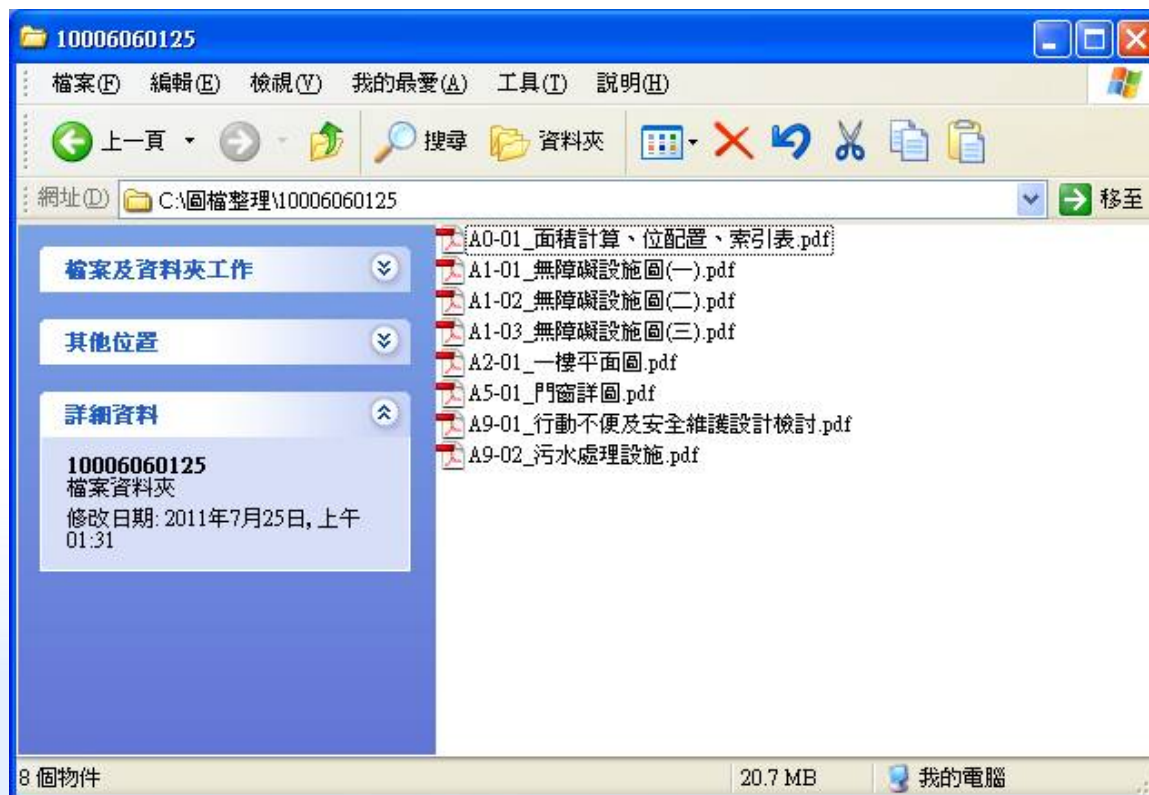 10006060125
檔案(F) 編輯(E) 檢視(V) 我的最愛(A) 工具(T) 說明(H)
上一頁 搜尋 資料夾
網址(D) C:\圖檔整理\10006060125 移至
檔案及資料夾工作
其他位置
詳細資料
10006060125
檔案資料夾
修改日期: 2011年7月25日, 上午
01:31
A0-01_面積計算、位配置、索引表.pdf
A1-01_無障礙設施圖(一).pdf
A1-02_無障礙設施圖(二).pdf
A1-03_無障礙設施圖(三).pdf
A2-01_一樓平面圖.pdf
A5-01_門窗詳圖.pdf
A9-01_行動不便及安全維護設計檢討.pdf
A9-02_污水處理設施.pdf
8 個物件 20.7 MB 我的電腦